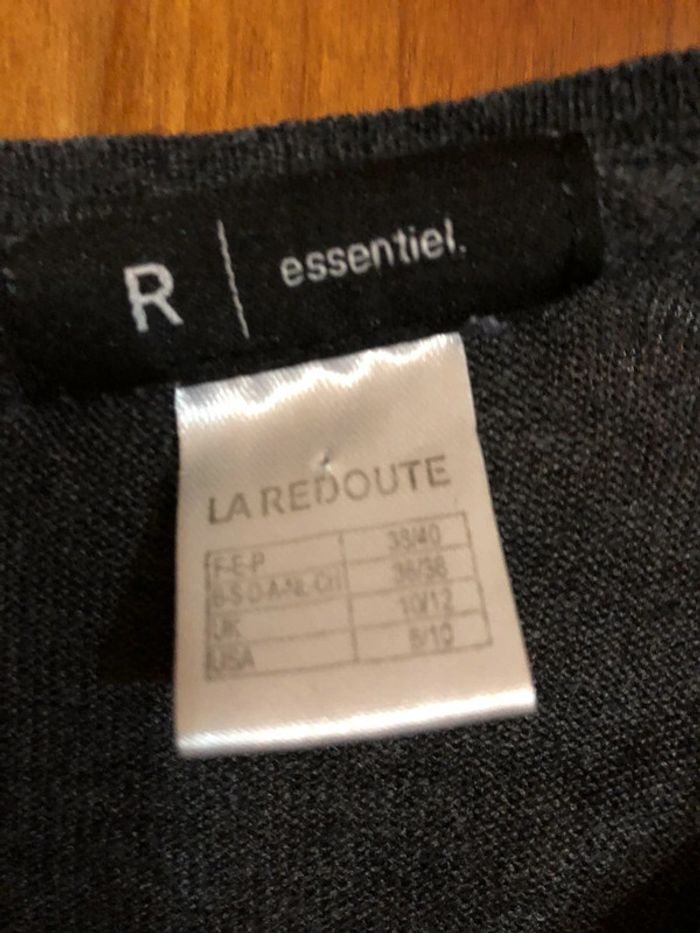 R | essentiel.
LA REDOUTE
F-E-P 38/40
B-S-D-A-NL-CH 36/38
UK 10/12
USA 8/10